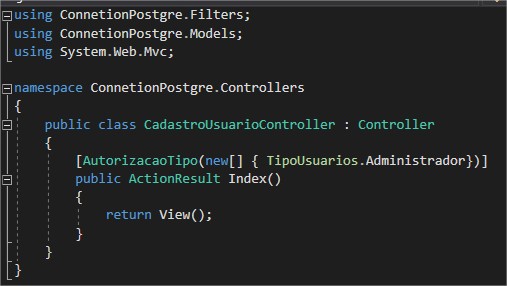 using ConnetionPostgre.Filters;
using ConnetionPostgre.Models;
using System.Web.Mvc;
namespace ConnetionPostgre.Controllers
{
public class CadastroUsuarioController : Controller
{
[AutorizacaoTipo(new[] { TipoUsuarios.Administrador})]
public ActionResult Index()
{
return View();
}
}
}